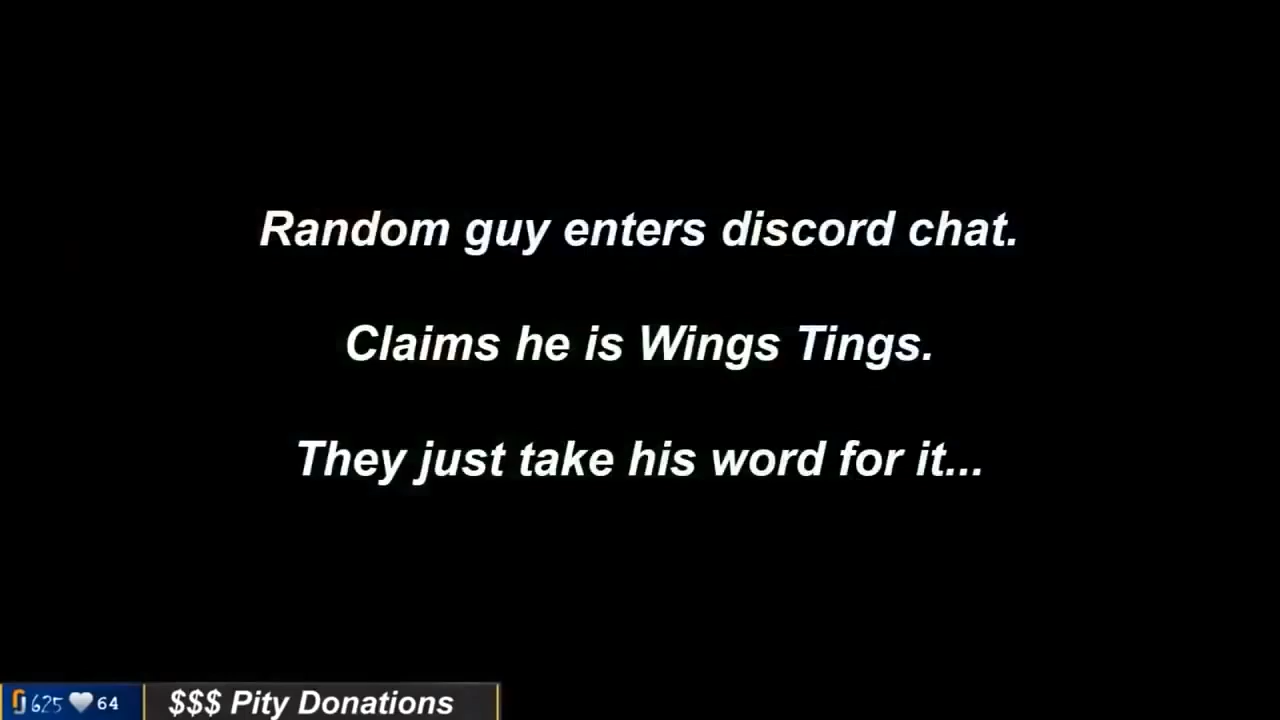 Random guy enters discord chat.
Claims he is Wings Tings.
They just take his word for it...
625 64
$$$ Pity Donations